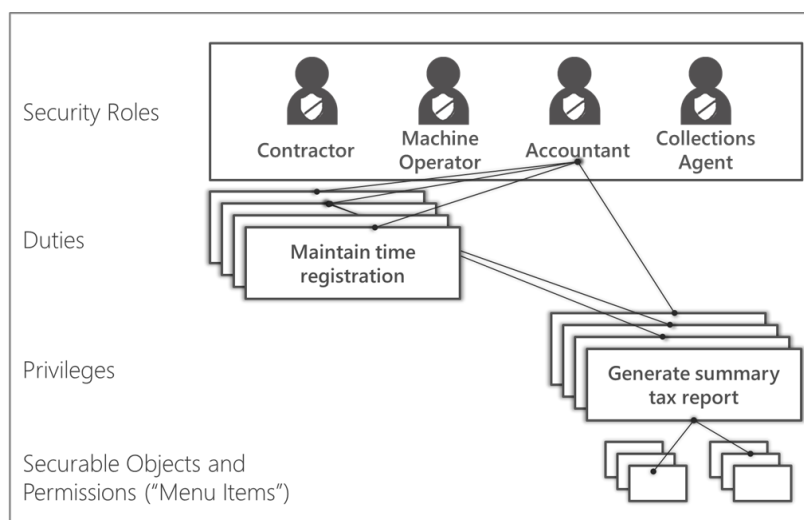 Security Roles
Contractor
Machine
Operator
Accountant
Collections
Agent
Duties
Maintain time
registration
Privileges
Generate summary
tax report
Securable Objects and
Permissions (“Menu Items”)